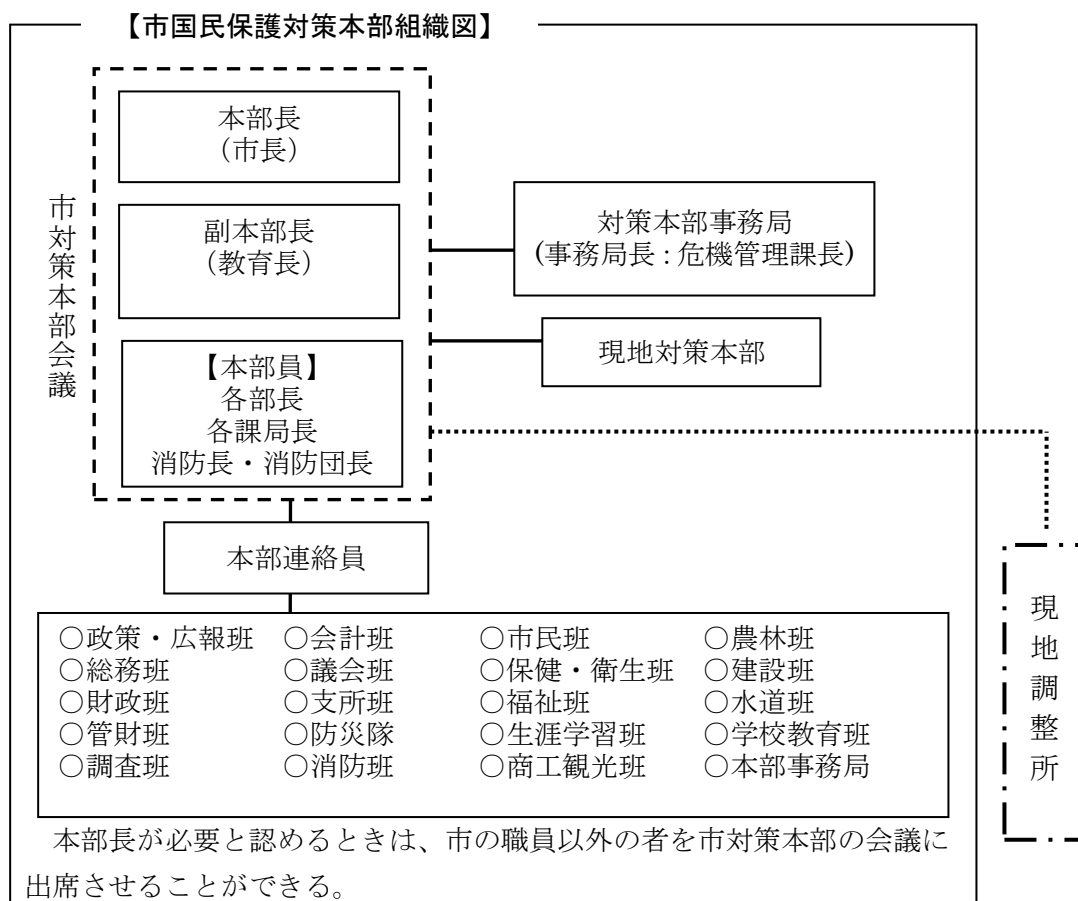 【市国民保護対策本部組織図】
市対策本部会議
本部長
（市長）
副本部長
(教育長）
【本部員】
各部長
各課局長
消防長・消防団長
対策本部事務局
(事務局長：危機管理課長)
現地対策本部
本部連絡員
○政策・広報班 ○会計班 ○市民班 ○農林班
○総務班 ○議会班 ○保健・衛生班 ○建設班
○財政班 ○支所班 ○福祉班 ○水道班
○管財班 ○防災隊 ○生涯学習班 ○学校教育班
○調査班 ○消防班 ○商工観光班 ○本部事務局
現地調整所
本部長が必要と認めるときは、市の職員以外の者を市対策本部の会議に
出席させることができる。